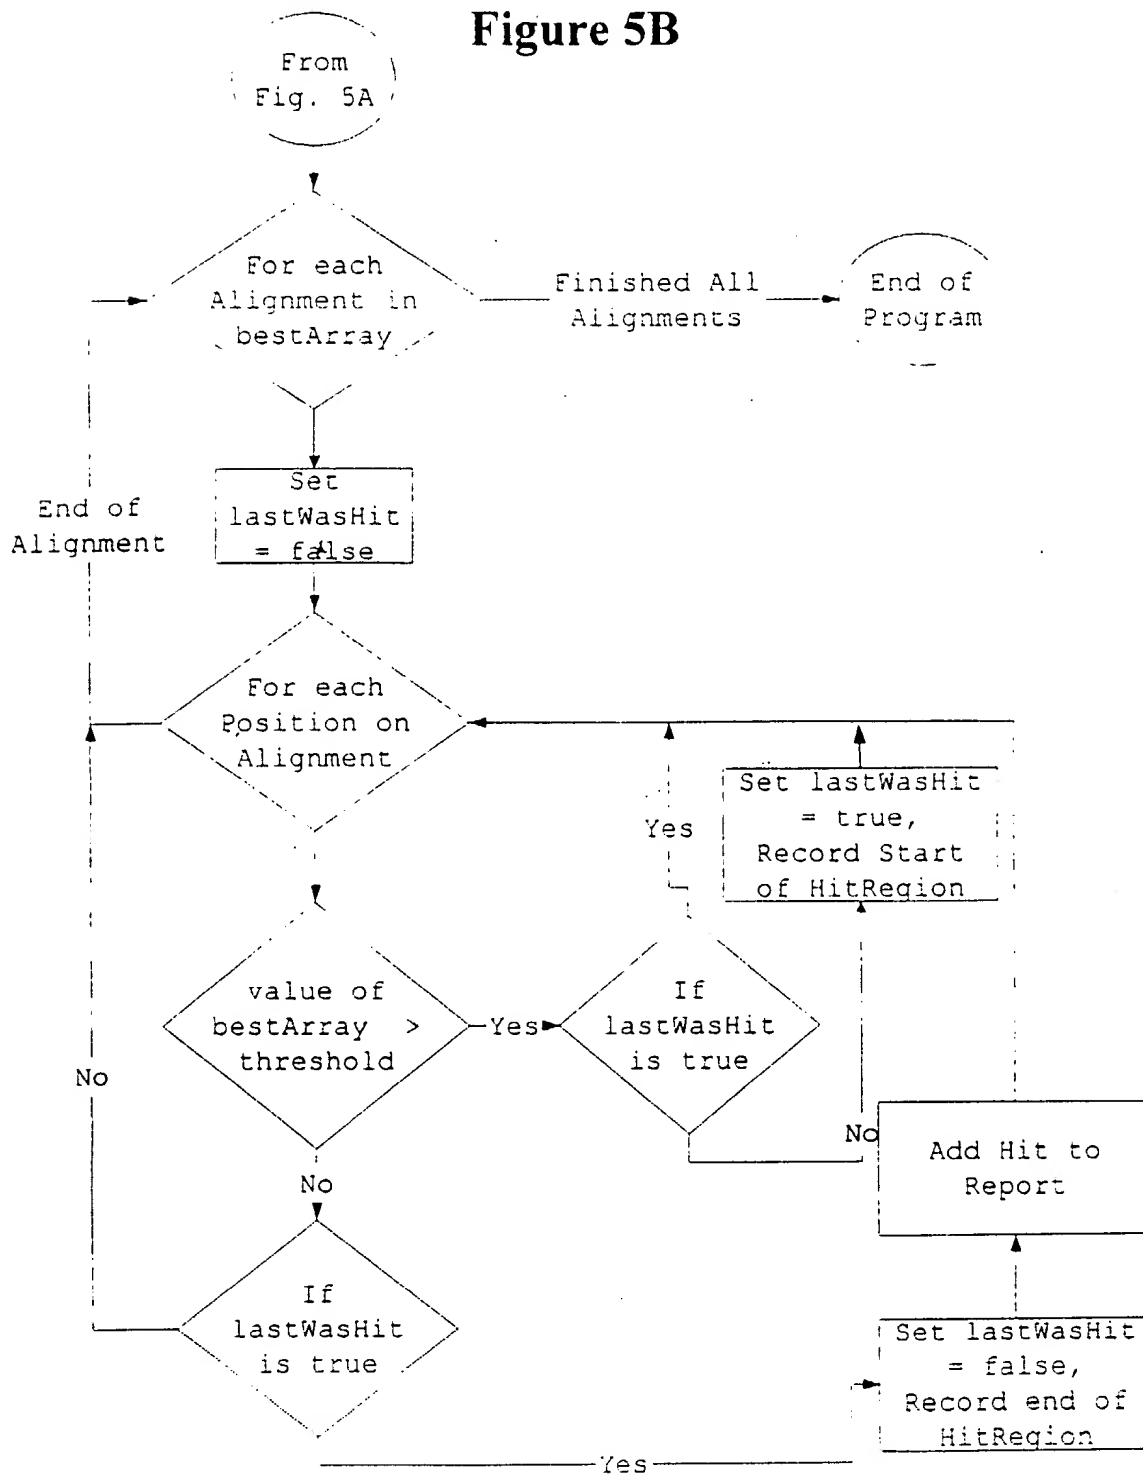 Figure 5B
From
Fig. 5A
For each
Alignment in
bestArray
Finished All
Alignments
End of
Program
Set
lastWasHit
= false
End of
Alignment
For each
Position on
Alignment
Set lastWasHit
= true,
Record Start
of HitRegion
Yes
value of
bestArray >
threshold
Yes
If
lastWasHit
is true
No
No
Add Hit to
Report
No
If
lastWasHit
is true
Set lastWasHit
= false,
Record end of
HitRegion
Yes